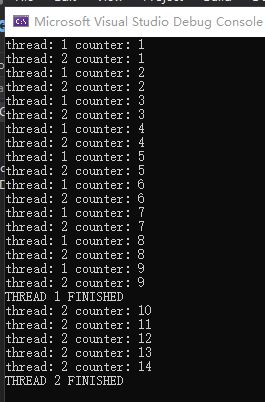 Microsoft Visual Studio Debug Console
thread: 1 counter: 1
thread: 2 counter: 1
thread: 1 counter: 2
thread: 2 counter: 2
thread: 1 counter: 3
thread: 2 counter: 3
thread: 1 counter: 4
thread: 2 counter: 4
thread: 1 counter: 5
thread: 2 counter: 5
thread: 1 counter: 6
thread: 2 counter: 6
thread: 1 counter: 7
thread: 2 counter: 7
thread: 1 counter: 8
thread: 2 counter: 8
thread: 1 counter: 9
thread: 2 counter: 9
THREAD 1 FINISHED
thread: 2 counter: 10
thread: 2 counter: 11
thread: 2 counter: 12
thread: 2 counter: 13
thread: 2 counter: 14
THREAD 2 FINISHED